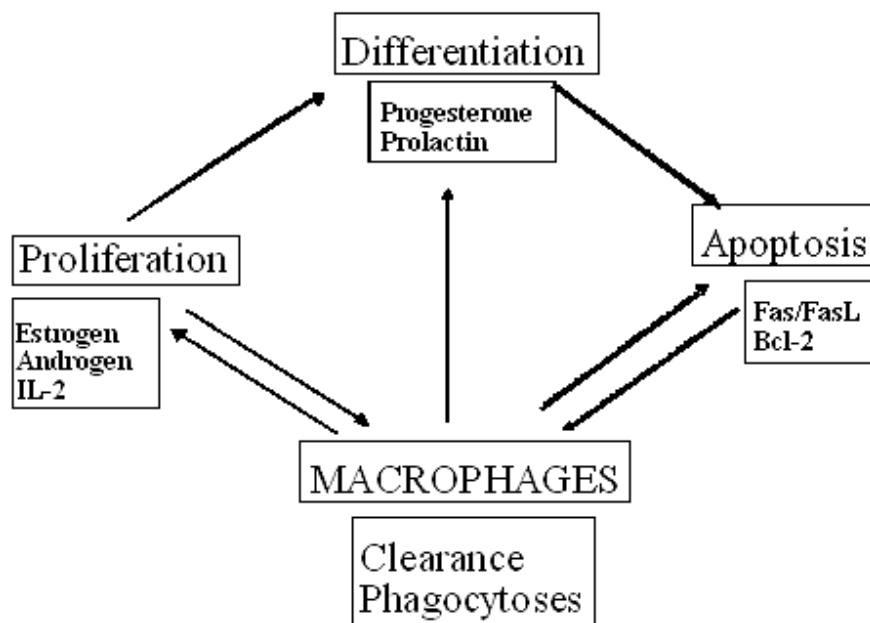 Differentiation
Progesterone
Prolactin
Proliferation
Estrogen
Androgen
IL-2
Apoptosis
Fas/FasL
Bcl-2
MACROPHAGES
Clearance
Phagocytoses